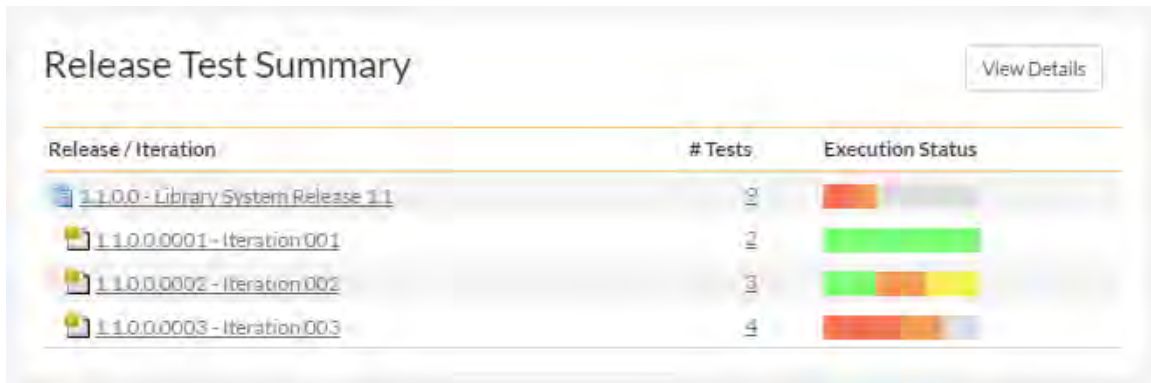 Release Test Summary
View Details
Release / Iteration # Tests Execution Status
1.1.0.0 - Library System Release 1.1
1.1.0.0.0001 - Iteration 001 2
1.1.0.0.0002 - Iteration 002 3
1.1.0.0.0003 - Iteration 003 4